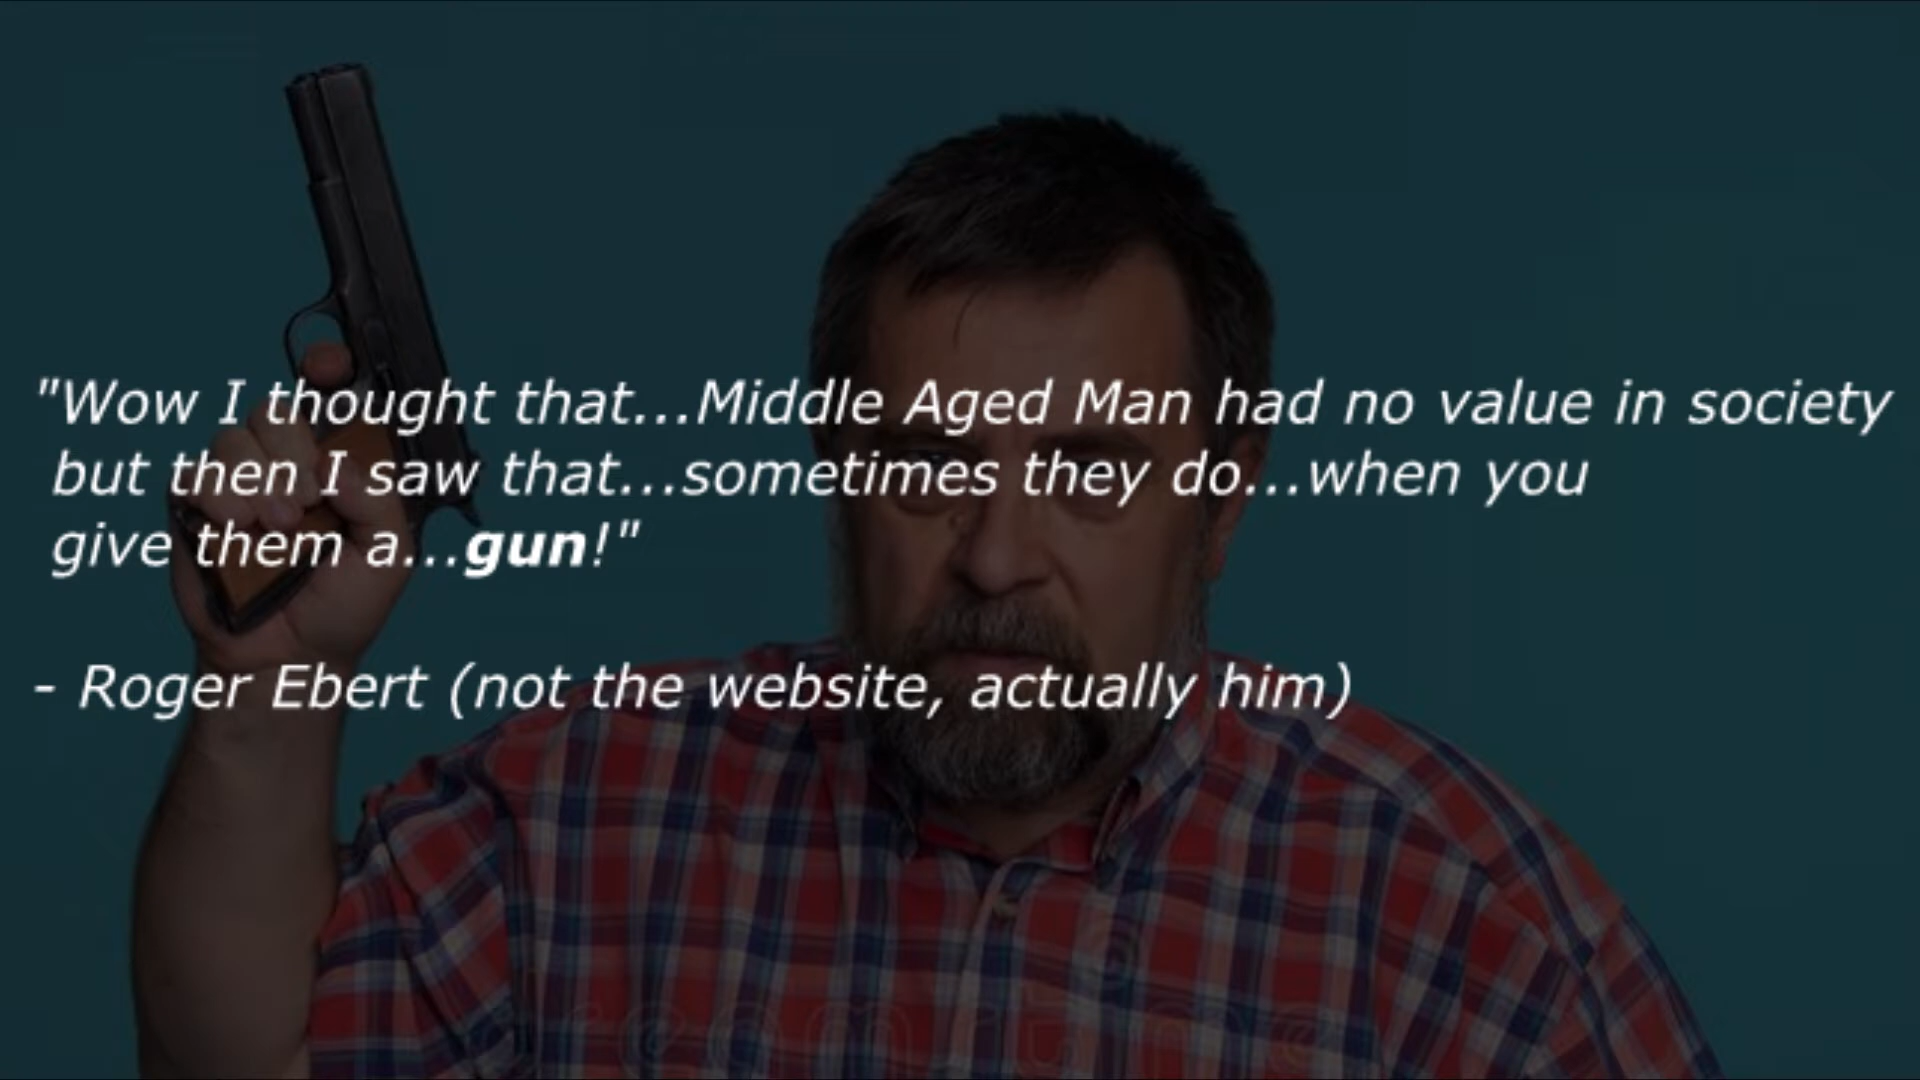 "Wow I thought that...Middle Aged Man had no value in society
but then I saw that...sometimes they do...when you
give them a...gun!"
- Roger Ebert (not the website, actually him)
dreamstime